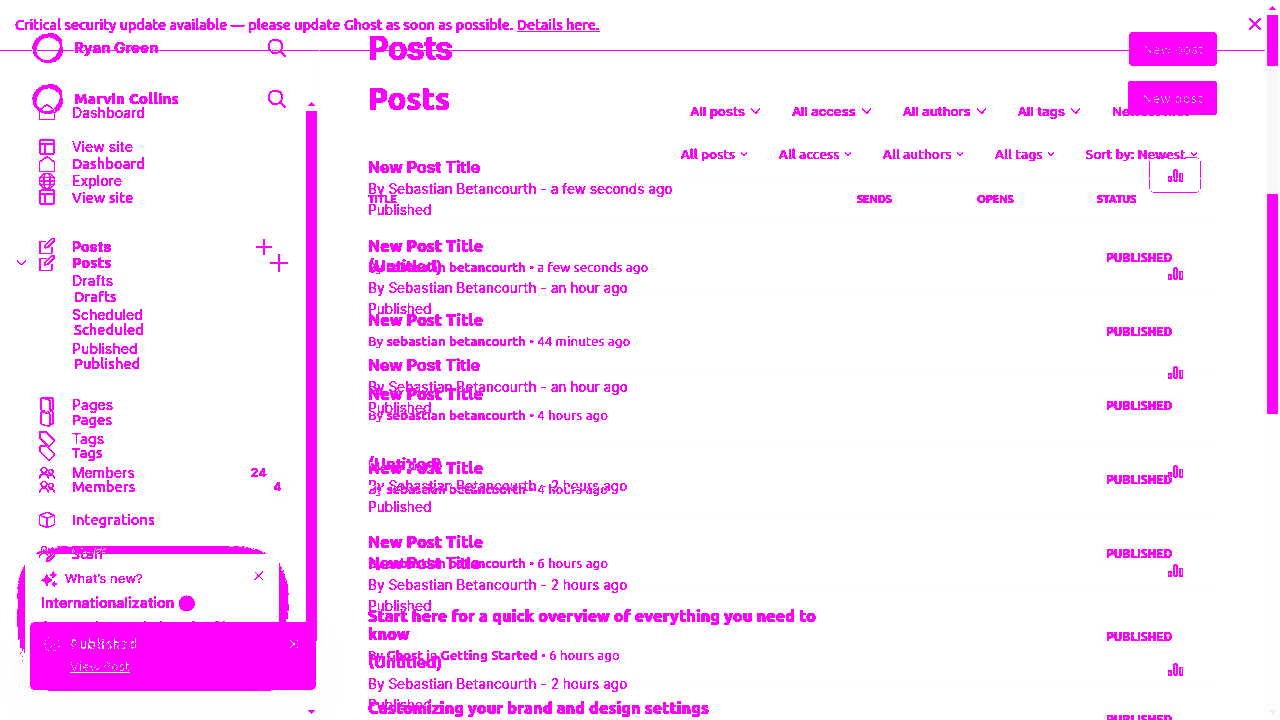 Critical security update available — please update Ghost as soon as possible. Details here.
Ryan Green
Posts
New post
Marvin Collins
Posts
New post
Dashboard
All posts
All access
All authors
All tags
View site
Dashboard
All posts
All access
All authors
All tags
Sort by: Newest
Explore
New Post Title
View site
By Sebastian Betancourth - a few seconds ago
TITLE
SENDS
OPENS
STATUS
Published
Posts
New Post Title
Posts
(Untitled)
betancourth • a few seconds ago
PUBLISHED
Drafts
By Sebastian Betancourth - an hour ago
Drafts
Published
Scheduled
New Post Title
Scheduled
PUBLISHED
Published
By sebastian betancourth • 44 minutes ago
Published
New Post Title
By Sebastian Betancourth - an hour ago
New Post Title
Pages
Published
PUBLISHED
Pages
By sebastian betancourth • 4 hours ago
Tags
Tags
(Untitled)
New Post Title
Members
24
Members
4
By Sebastian Betancourth - 2 hours ago
By sebastian betancourth • 4 hours ago
PUBLISHED
Published
Integrations
New Post Title
Staff
PUBLISHED
New Post Title
betancourth • 6 hours ago
What's new?
By Sebastian Betancourth - 2 hours ago
Internationalization
Published
Start here for a quick overview of everything you need to
know
PUBLISHED
Published
View Post
By Ghost in Getting Started • 6 hours ago
(Untitled)
By Sebastian Betancourth - 2 hours ago
Published
Customizing your brand and design settings
PUBLISHED